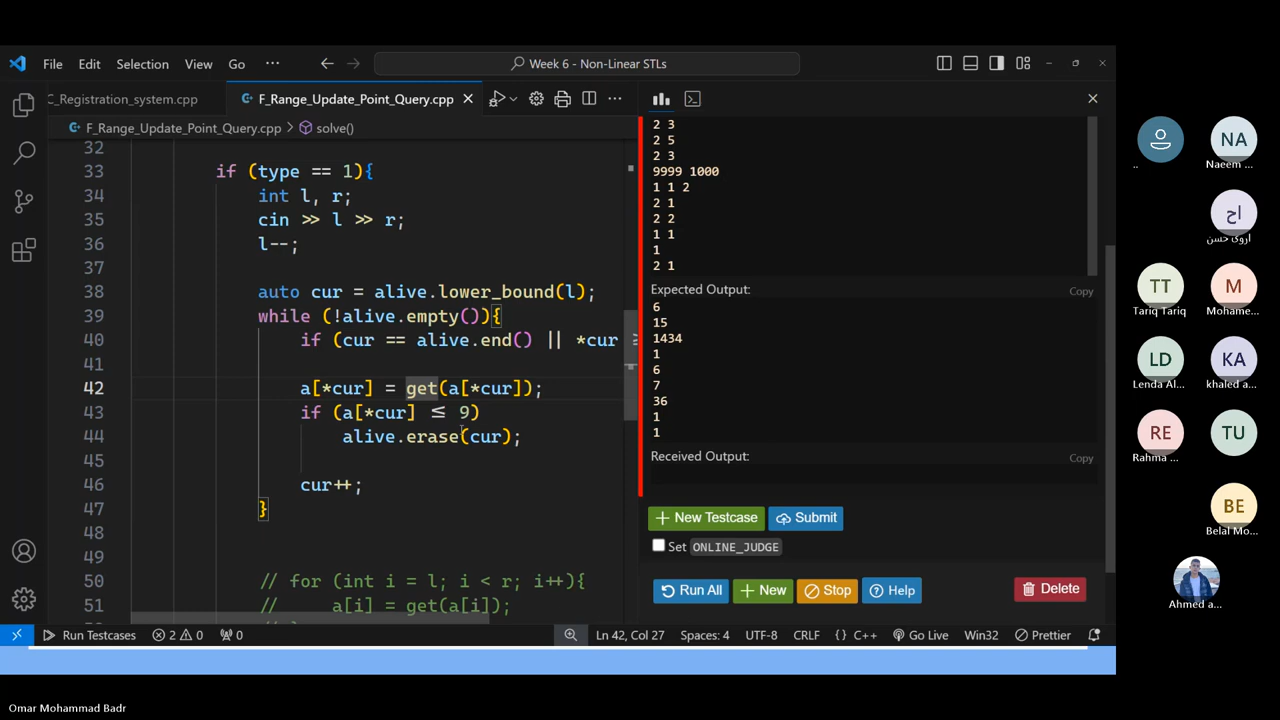 File Edit Selection View Go ··· Week 6 - Non-Linear STLs
C_Registration_system.cpp F_Range_Update_Point_Query.cpp
F_Range_Update_Point_Query.cpp > solve()
32
33 if (type == 1){
34 int l, r;
35 cin >> l >> r;
36 l--;
37
38 auto cur = alive.lower_bound(l);
39 while (!alive.empty()){
40 if (cur == alive.end() || *cur ≥
41
42 a[*cur] = get(a[*cur]);
43 if (a[*cur] ≤ 9)
44 alive.erase(cur);
45
46 cur++;
47 }
48
49
50 // for (int i = l; i < r; i++){
51 // a[i] = get(a[i]);
2 3
2 5
2 3
9999 1000
1 1 2
2 1
2 2
1 1
1
2 1
Expected Output: Copy
6
15
1434
1
6
7
36
1
1
Received Output: Copy
+ New Testcase Submit
Set ONLINE_JUDGE
Run All + New Stop Help Delete
Run Testcases 2 0 0 Ln 42, Col 27 Spaces: 4 UTF-8 CRLF {} C++ Go Live Win32 Prettier
..
NA
Naeem ...
اح
اروى حسن
TT
Tariq Tariq
M
Mohame...
LD
Lenda Al...
KA
khaled a...
RE
Rahma ...
TU
BE
Belal Mo...
Ahmed a...
Omar Mohammad Badr